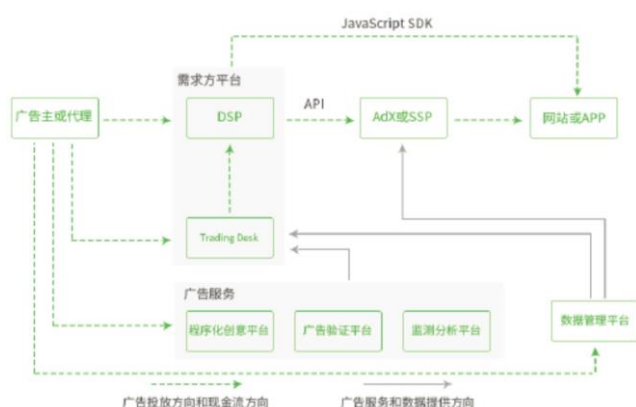 JavaScript SDK
需求方平台
广告主或代理
DSP
API
AdX或SSP
网站或APP
Trading Desk
广告服务
程序化创意平台
广告验证平台
监测分析平台
数据管理平台
广告投放方向和现金流方向
广告服务和数据提供方向